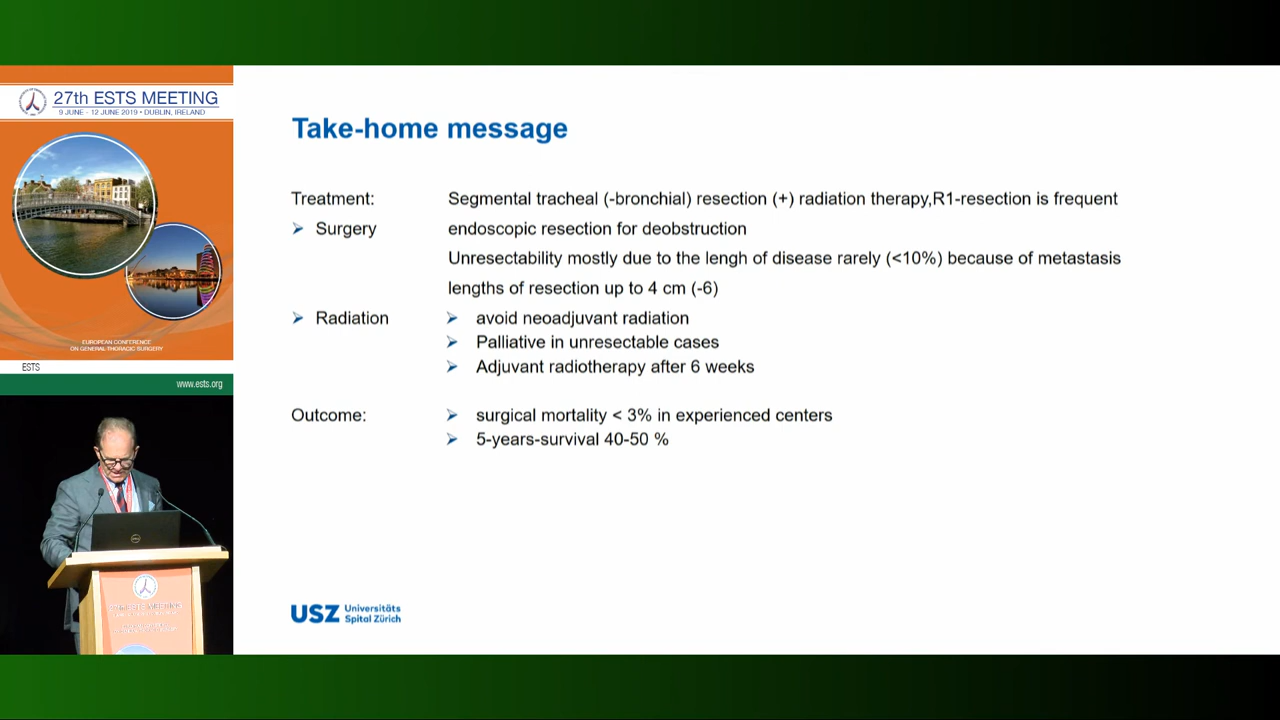 27th ESTS MEETING
9 JUNE - 12 JUNE 2019 • DUBLIN, IRELAND
EUROPEAN CONFERENCE
ON GENERAL THORACIC SURGERY
ESTS
www.ests.org
Take-home message
Treatment: Segmental tracheal (-bronchial) resection (+) radiation therapy,R1-resection is frequent
➢ Surgery endoscopic resection for deobstruction
Unresectability mostly due to the lengh of disease rarely (<10%) because of metastasis
lengths of resection up to 4 cm (-6)
➢ Radiation ➢ avoid neoadjuvant radiation
➢ Palliative in unresectable cases
➢ Adjuvant radiotherapy after 6 weeks
Outcome: ➢ surgical mortality < 3% in experienced centers
➢ 5-years-survival 40-50 %
USZ Universitäts
Spital Zürich